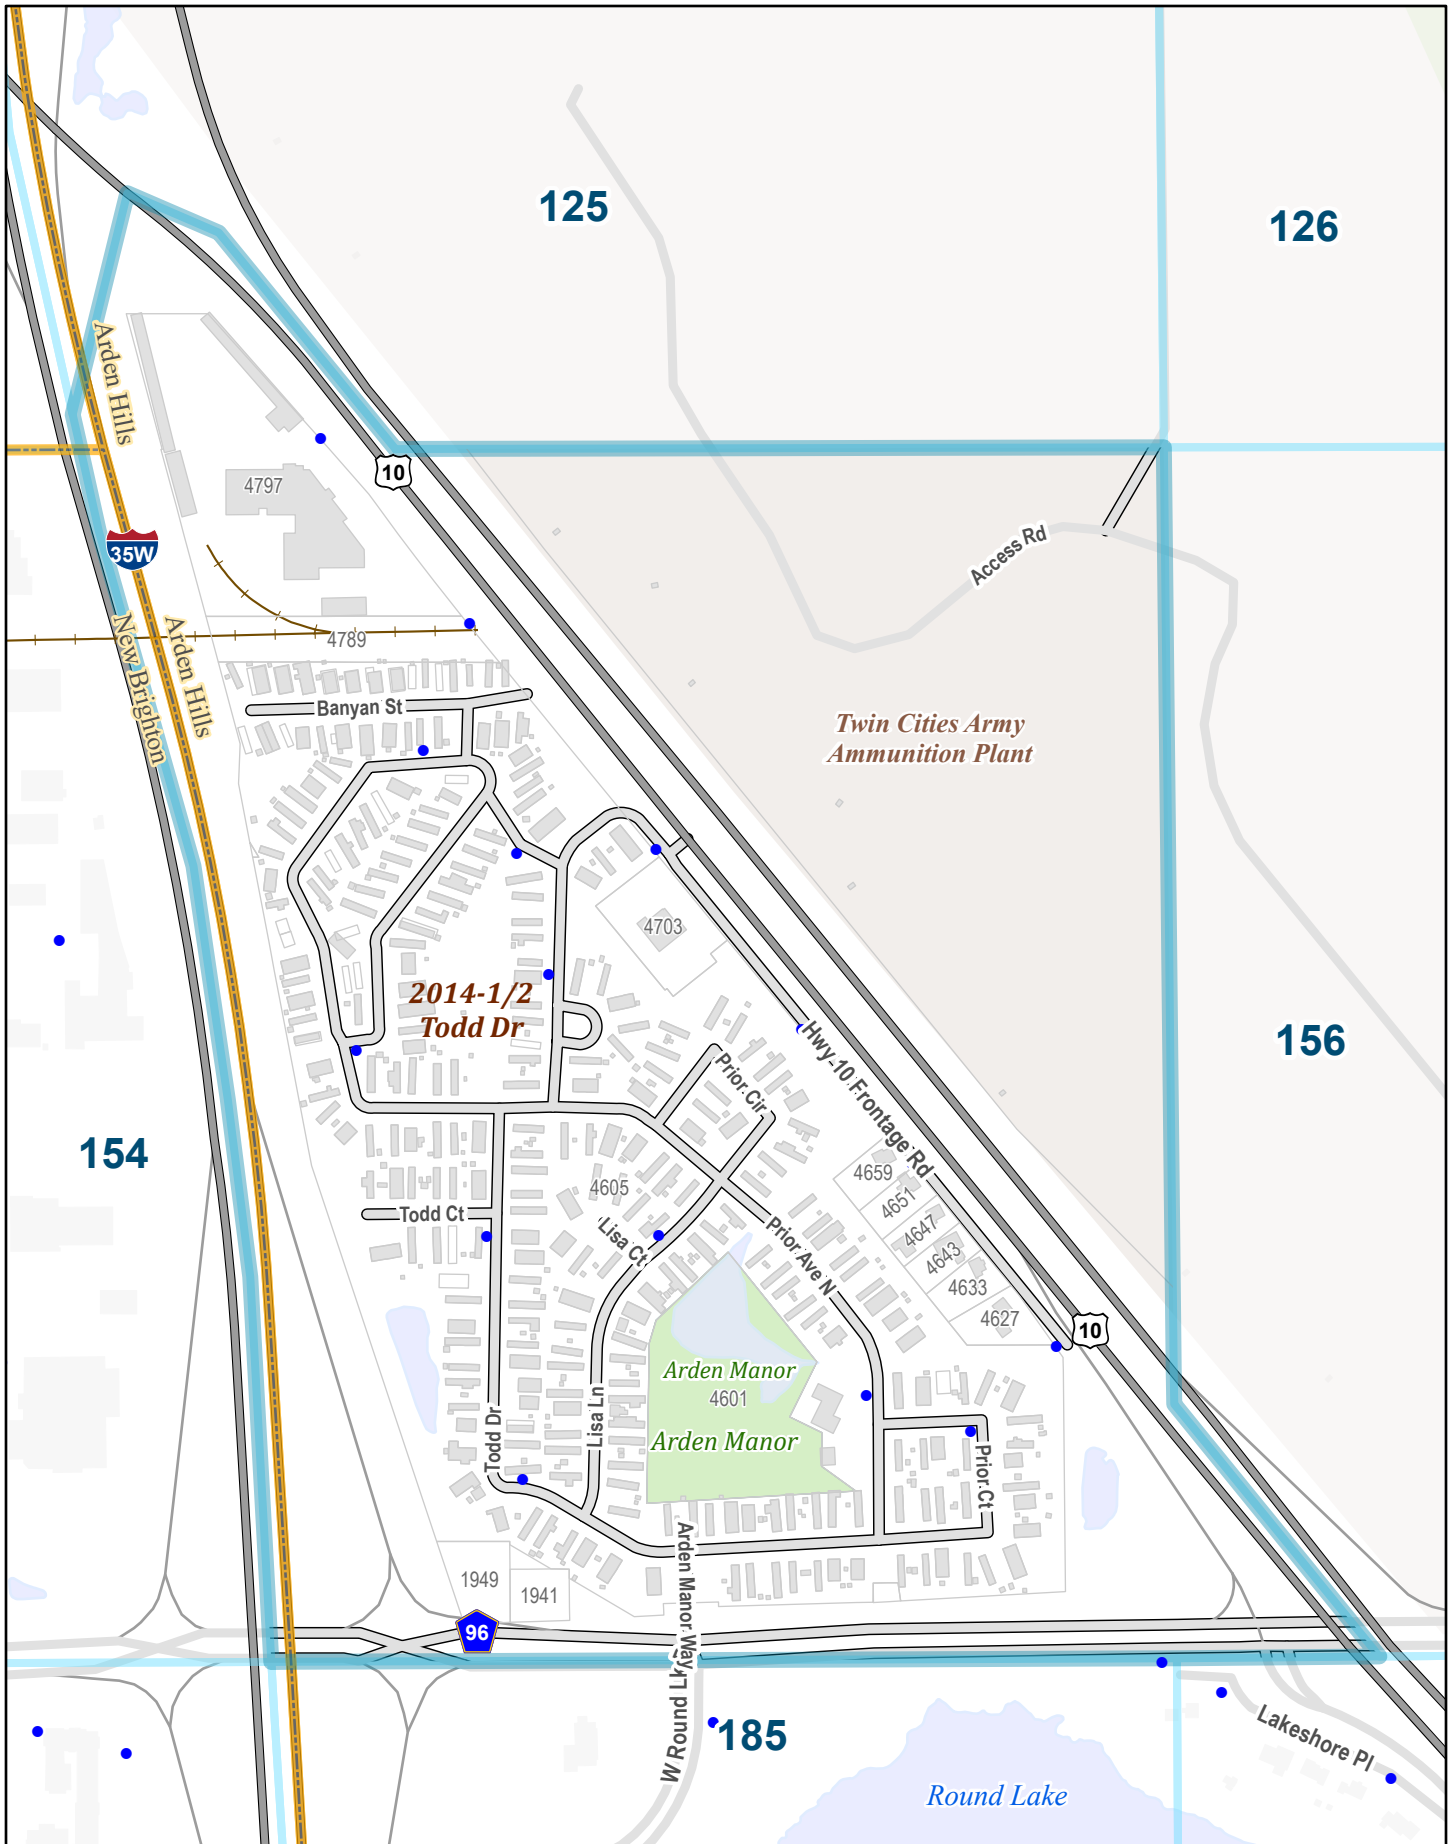 125
126
Arden Hills
10
4797
35W
Access Rd
New Brighton
Arden Hills
4789
Banyan St
Twin Cities Army
Ammunition Plant
4703
2014-1/2
Todd Dr
Hwy 10 Frontage Rd
156
Prior Cir
154
4659
4605
4651
Todd Ct
Lisa Ct
4647
Prior Ave N
4643
4633
4627
10
Arden Manor
4601
Lisa Ln
Todd Dr
Arden Manor
Prior Ct
Arden Manor Way
1949
1941
96
W Round Lk
185
Lakeshore Pl
Round Lake